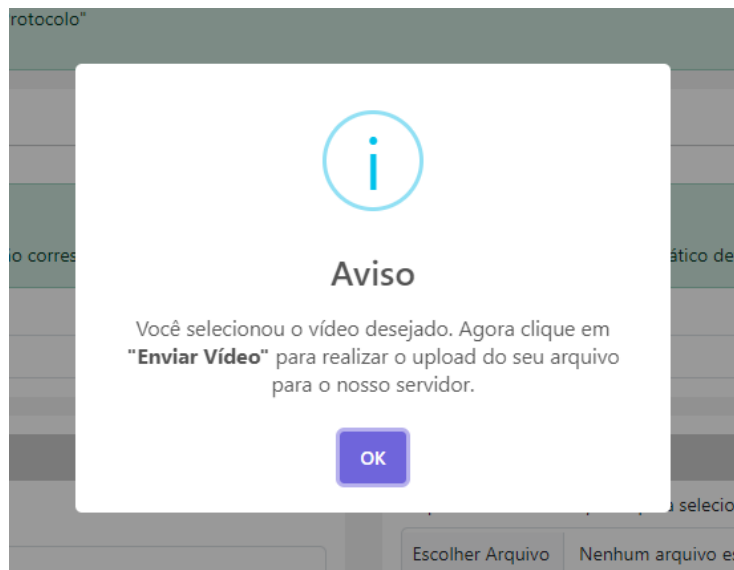 rotocolo"
ão corres
ático de
i
Aviso
Você selecionou o vídeo desejado. Agora clique em
"Enviar Vídeo" para realizar o upload do seu arquivo
para o nosso servidor.
OK
selecio
Escolher Arquivo Nenhum arquivo es